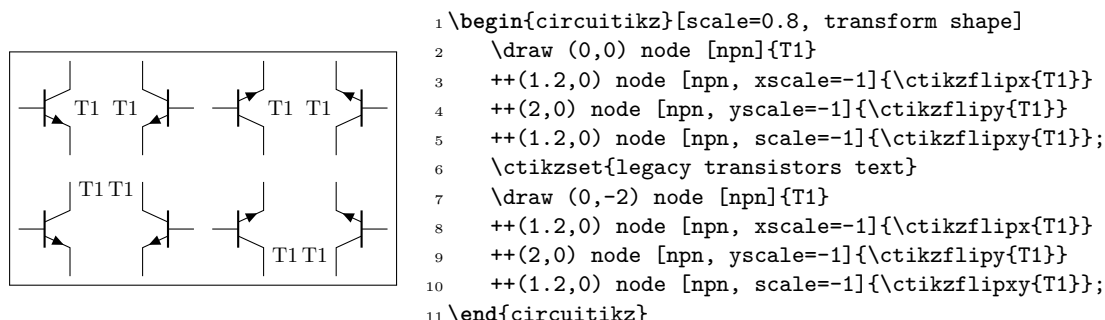 T1 T1 T1 T1
T1 T1
T1 T1
1 \begin{circuitikz}[scale=0.8, transform shape]
2 \draw (0,0) node [npn]{T1}
3 ++(1.2,0) node [npn, xscale=-1]{\ctikzflipx{T1}}
4 ++(2,0) node [npn, yscale=-1]{\ctikzflipy{T1}}
5 ++(1.2,0) node [npn, scale=-1]{\ctikzflipxy{T1}};
6 \ctikzset{legacy transistors text}
7 \draw (0,-2) node [npn]{T1}
8 ++(1.2,0) node [npn, xscale=-1]{\ctikzflipx{T1}}
9 ++(2,0) node [npn, yscale=-1]{\ctikzflipy{T1}}
10 ++(1.2,0) node [npn, scale=-1]{\ctikzflipxy{T1}};
11 \end{circuitikz}